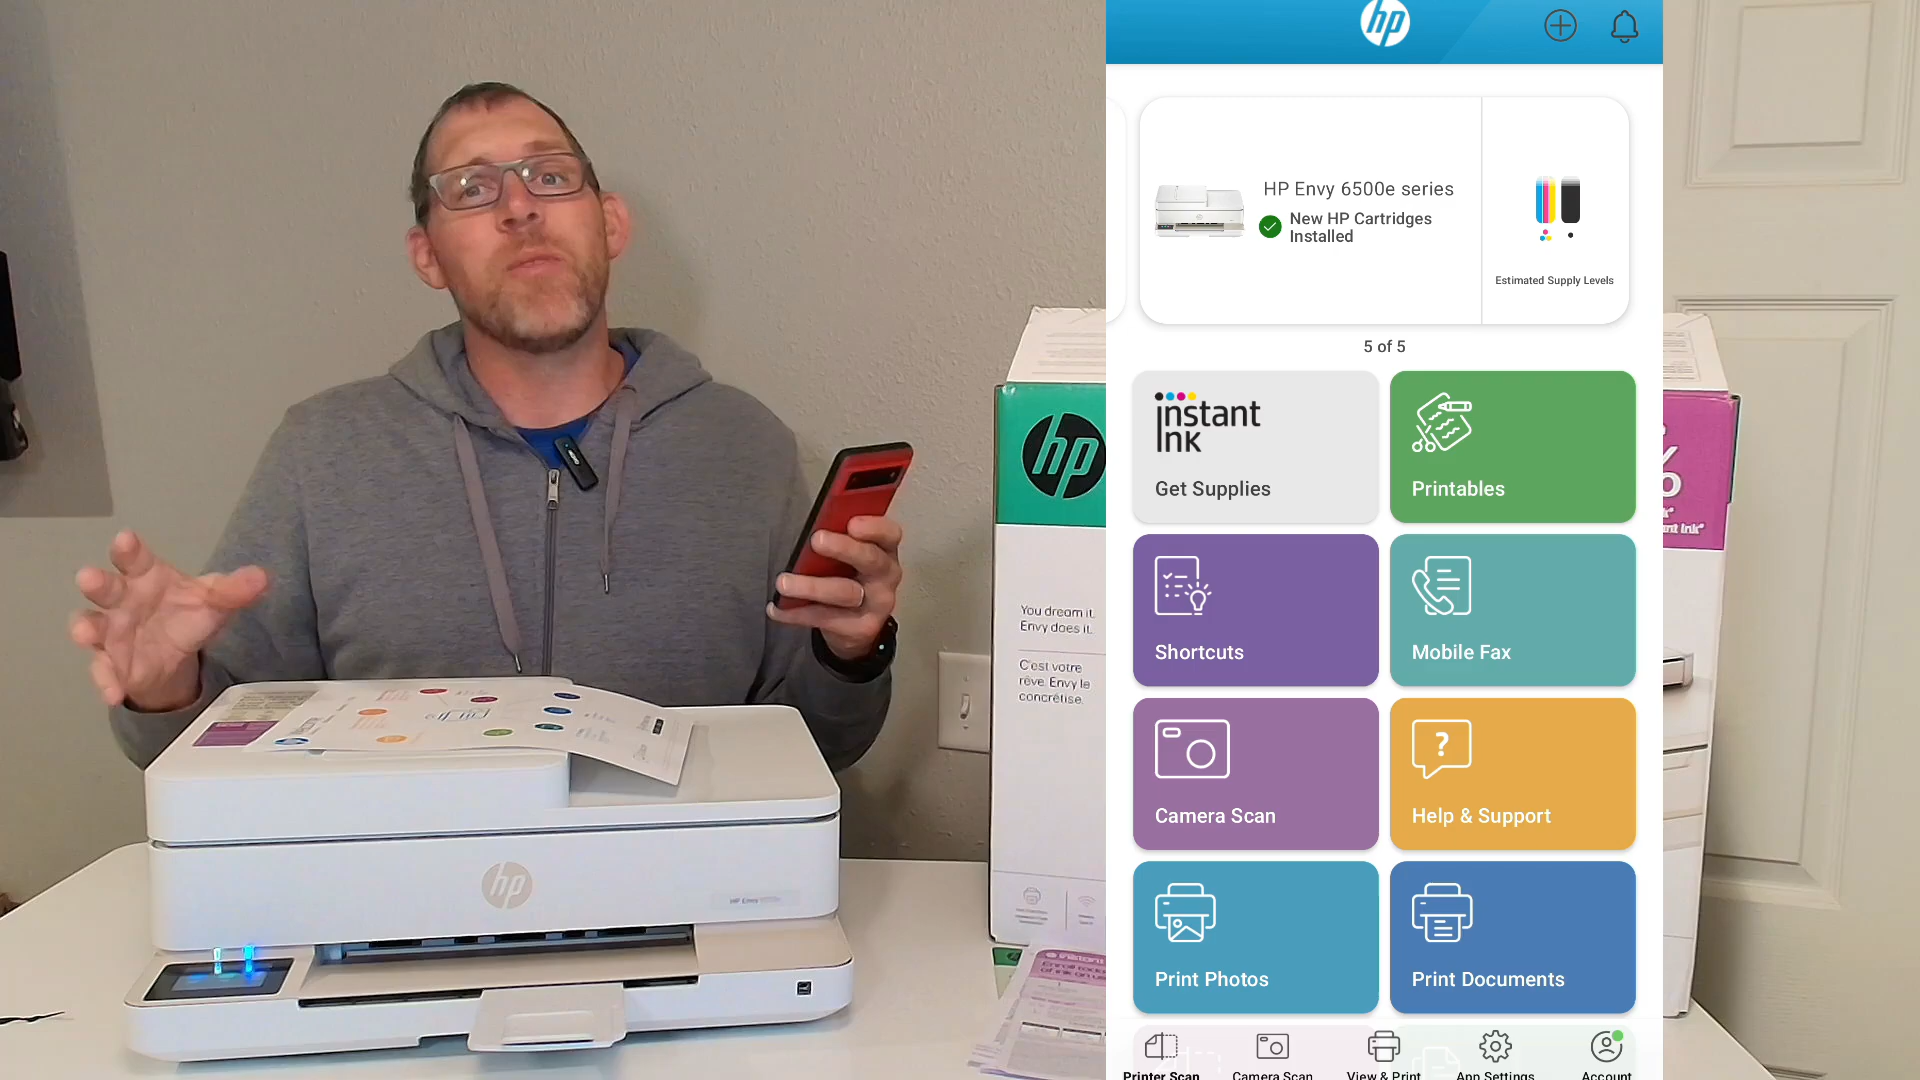 hp
HP Envy 6500e series
New HP Cartridges
Installed
Estimated Supply Levels
5 of 5
instant
ink
Get Supplies
Printables
Shortcuts
Mobile Fax
Camera Scan
Help & Support
Print Photos
Print Documents
Printer Scan
Camera Scan
View & Print
App Settings
Account
hp
You dream it.
Envy does it.
C'est votre
rêve. Envy le
concrétise.
%
hp
HP Envy